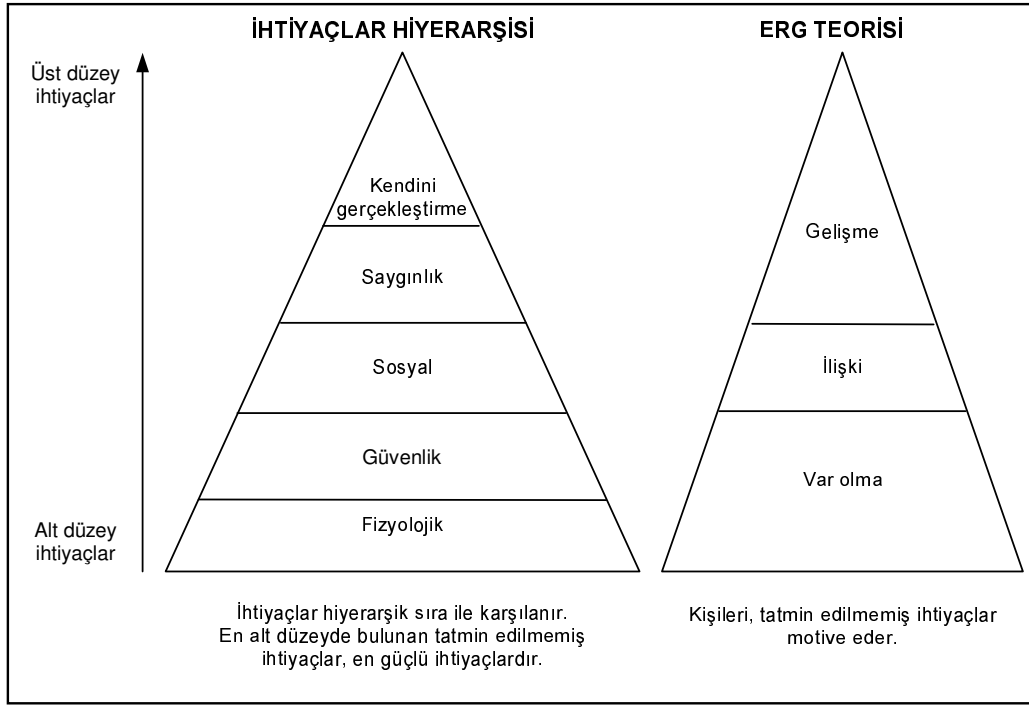 İHTİYAÇLAR HİYERARŞİSİ
ERG TEORİSİ
Üst düzey
ihtiyaçlar
Kendini
gerçekleştirme
Saygınlık
Sosyal
Güvenlik
Fizyolojik
Gelişme
İlişki
Var olma
Alt düzey
ihtiyaçlar
İhtiyaçlar hiyerarşik sıra ile karşılanır.
En alt düzeyde bulunan tatmin edilmemiş
ihtiyaçlar, en güçlü ihtiyaçlardır.
Kişileri, tatmin edilmemiş ihtiyaçlar
motive eder.